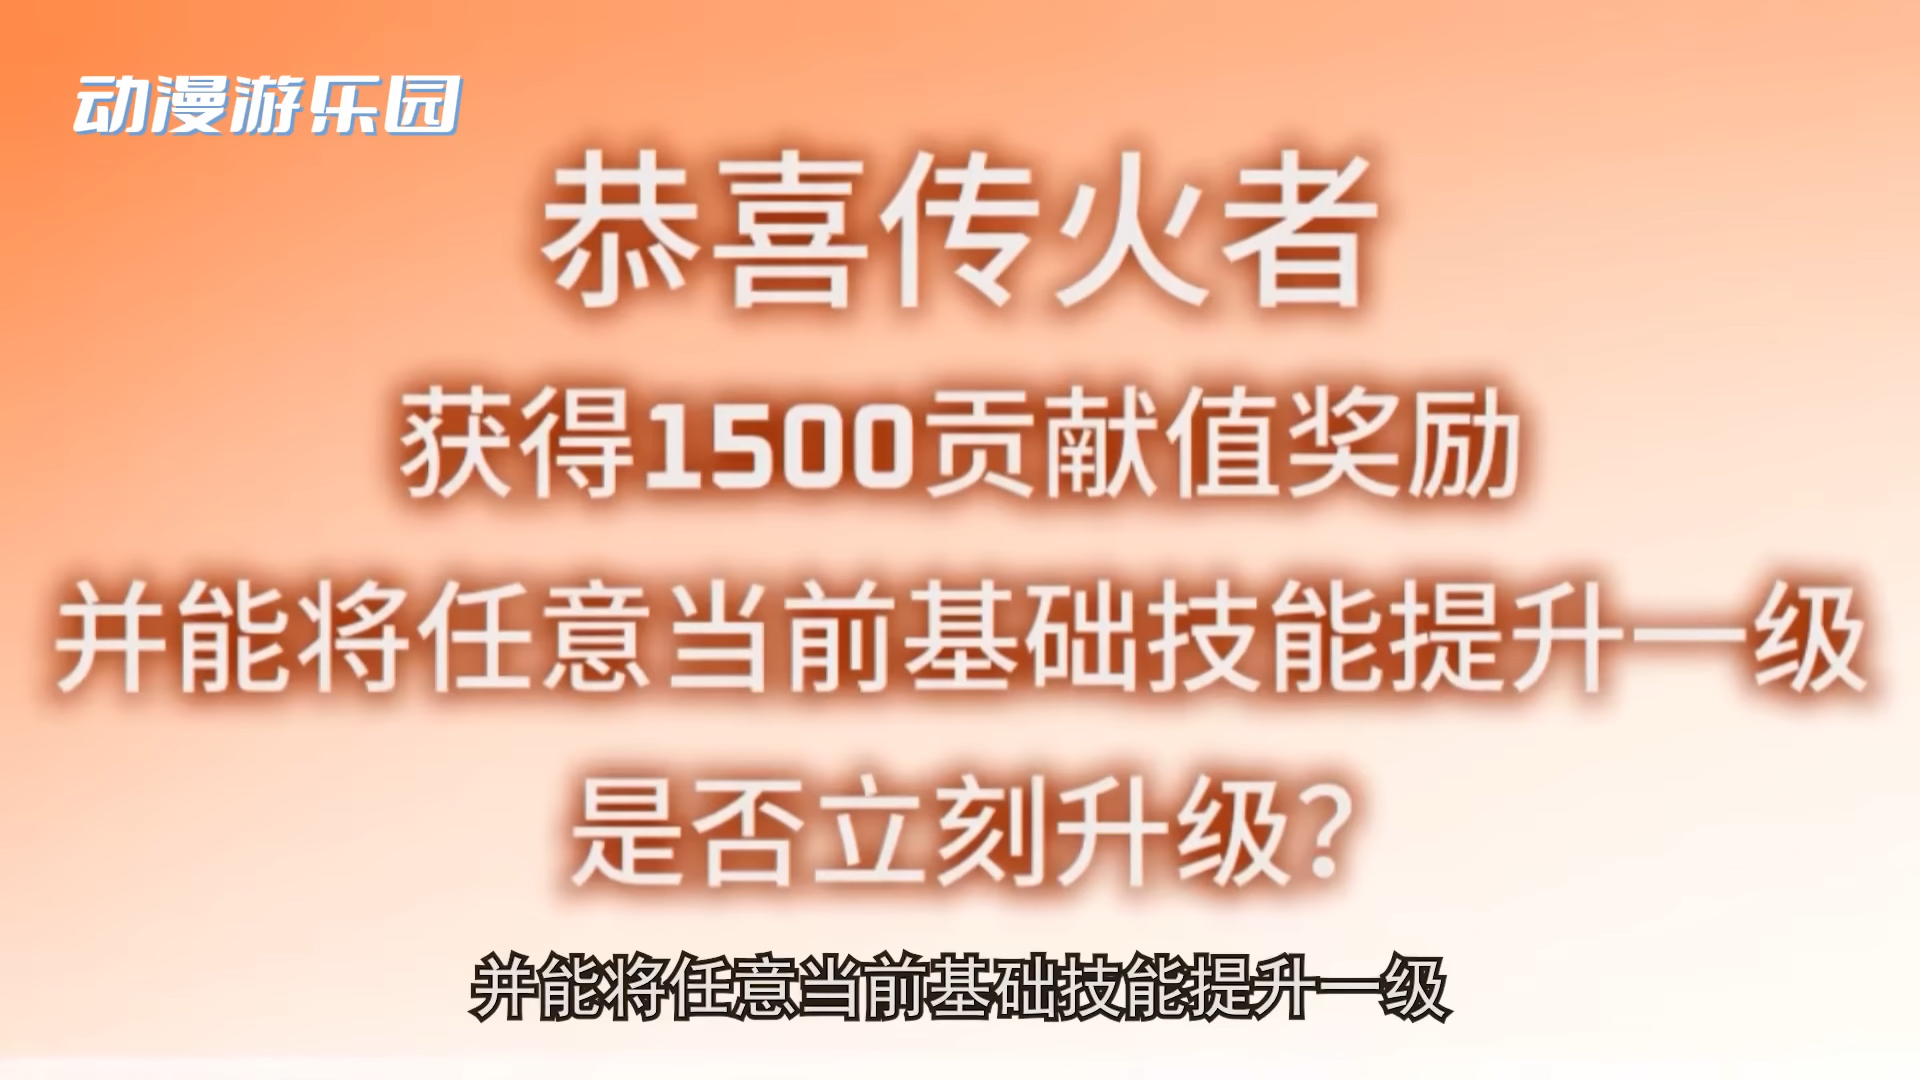 动漫游乐园
恭喜传火者
获得1500贡献值奖励
并能将任意当前基础技能提升一级
是否立刻升级？
并能将任意当前基础技能提升一级